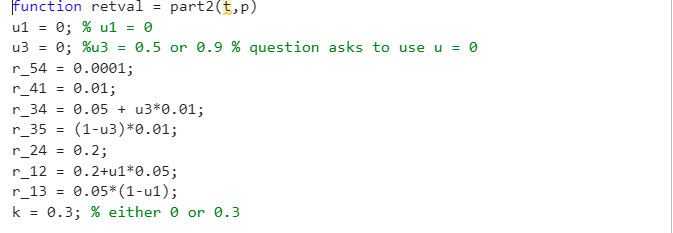 function retval = part2(t,p)
u1 = 0; % u1 = 0
u3 = 0; %u3 = 0.5 or 0.9 % question asks to use u = 0
r_54 = 0.0001;
r_41 = 0.01;
r_34 = 0.05 + u3*0.01;
r_35 = (1-u3)*0.01;
r_24 = 0.2;
r_12 = 0.2+u1*0.05;
r_13 = 0.05*(1-u1);
k = 0.3; % either 0 or 0.3